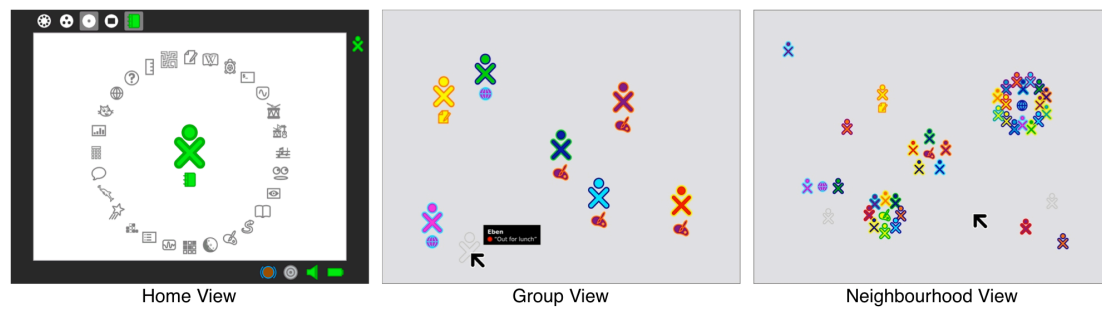 Eben
"Out for lunch"
Home View
Group View
Neighbourhood View